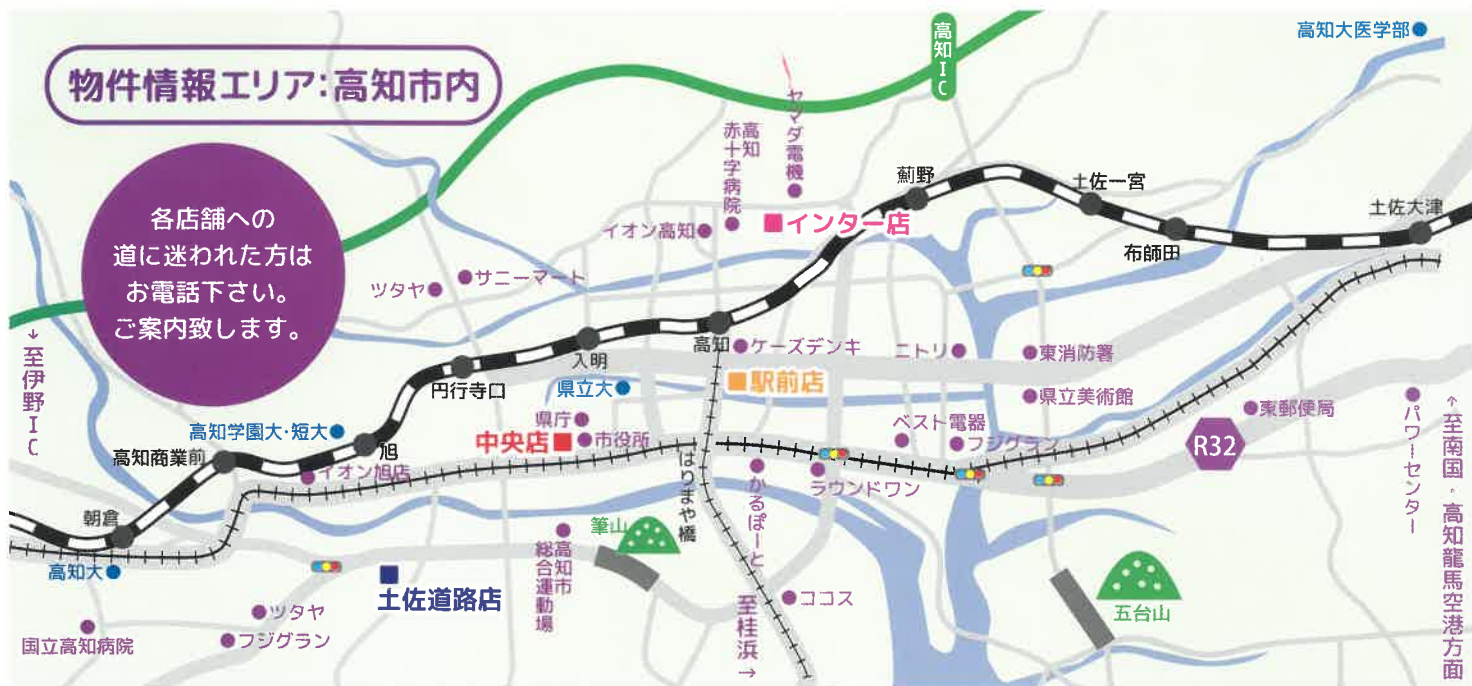 物件情報エリア:高知市内
各店舗への
道に迷われた方は
お電話下さい。
ご案内致します。
高知IC
高知大医学部
ヤマダ電機
高知
赤十字病院
インター店
イオン高知
薊野
土佐一宮
布師田
土佐大津
サニーマート
ツタヤ
↓至伊野IC
高知
ケーズデンキ
ニトリ
東消防署
入明
円行寺口
県立大
駅前店
県立美術館
東郵便局
パワーセンター
↑至南国・高知龍馬空港方面
高知学園大・短大
旭
県庁
中央店
市役所
ベスト電器
フジグラン
R32
高知商業前
イオン旭店
はりまや橋
かるぽーと
ラウンドワン
朝倉
高知大
筆山
高知市
総合運動場
土佐道路店
ツタヤ
フジグラン
国立高知病院
ココス
至桂浜→
五台山